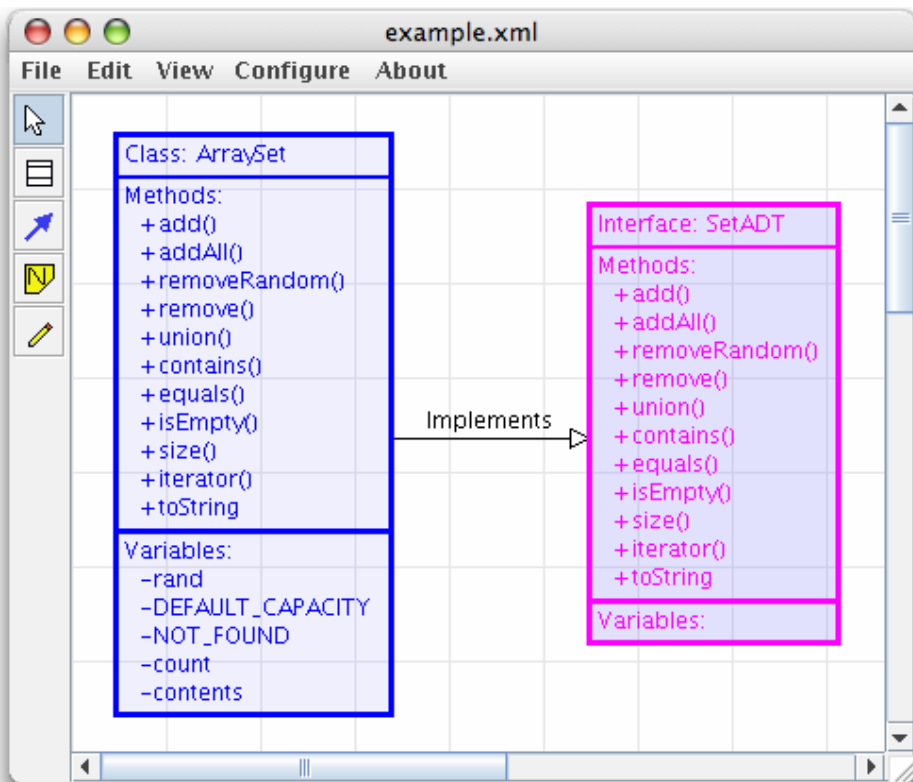 example.xml
File Edit View Configure About
Class: ArraySet
Methods:
+add()
+addAll()
+removeRandom()
+remove()
+union()
+contains()
+equals()
+isEmpty()
+size()
+iterator()
+toString
Variables:
-rand
-DEFAULT_CAPACITY
-NOT_FOUND
-count
-contents
Implements
Interface: SetADT
Methods:
+add()
+addAll()
+removeRandom()
+remove()
+union()
+contains()
+equals()
+isEmpty()
+size()
+iterator()
+toString
Variables:
N